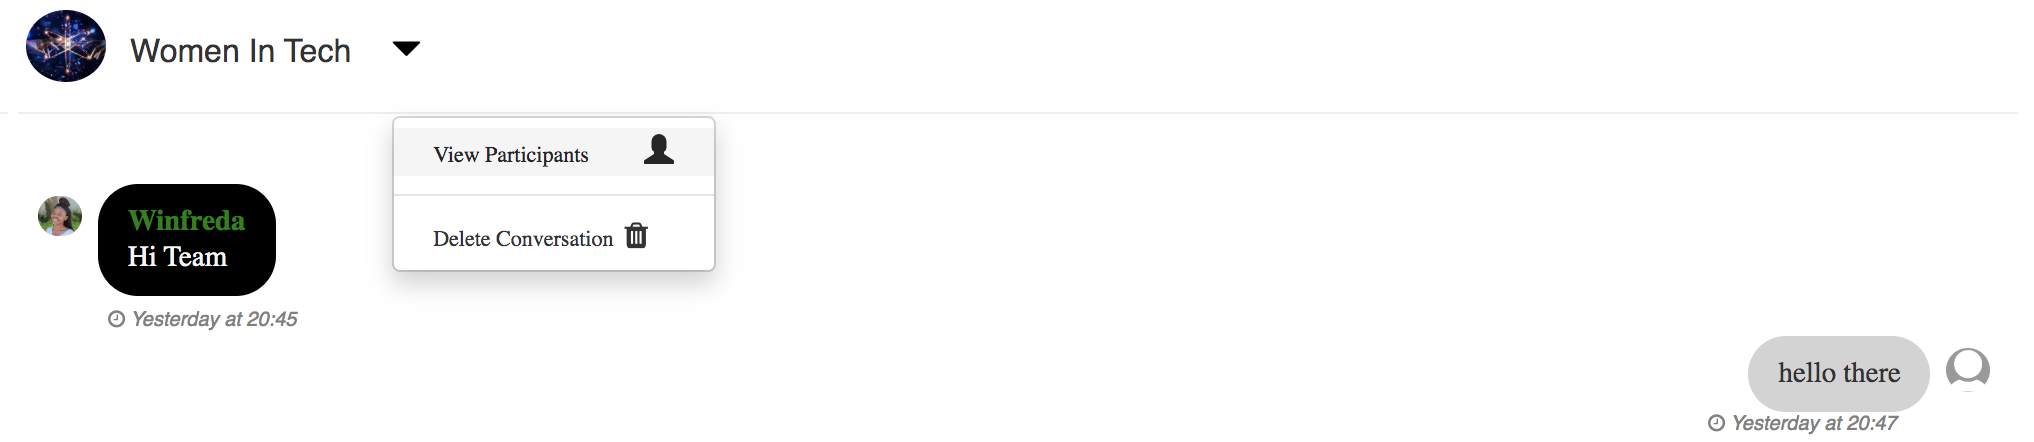 Women In Tech
View Participants
Delete Conversation
Winfreda
Hi Team
Yesterday at 20:45
hello there
Yesterday at 20:47